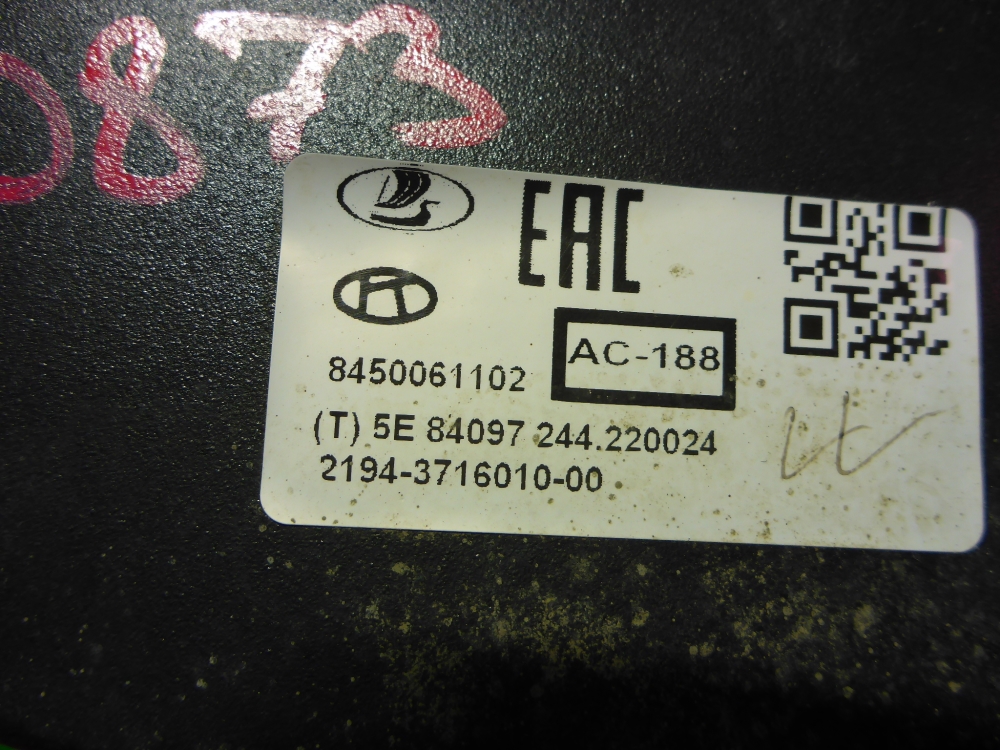 0873
EAC
8450061102
AC-188
(T) 5E 84097 244.220024
2194-3716010-00